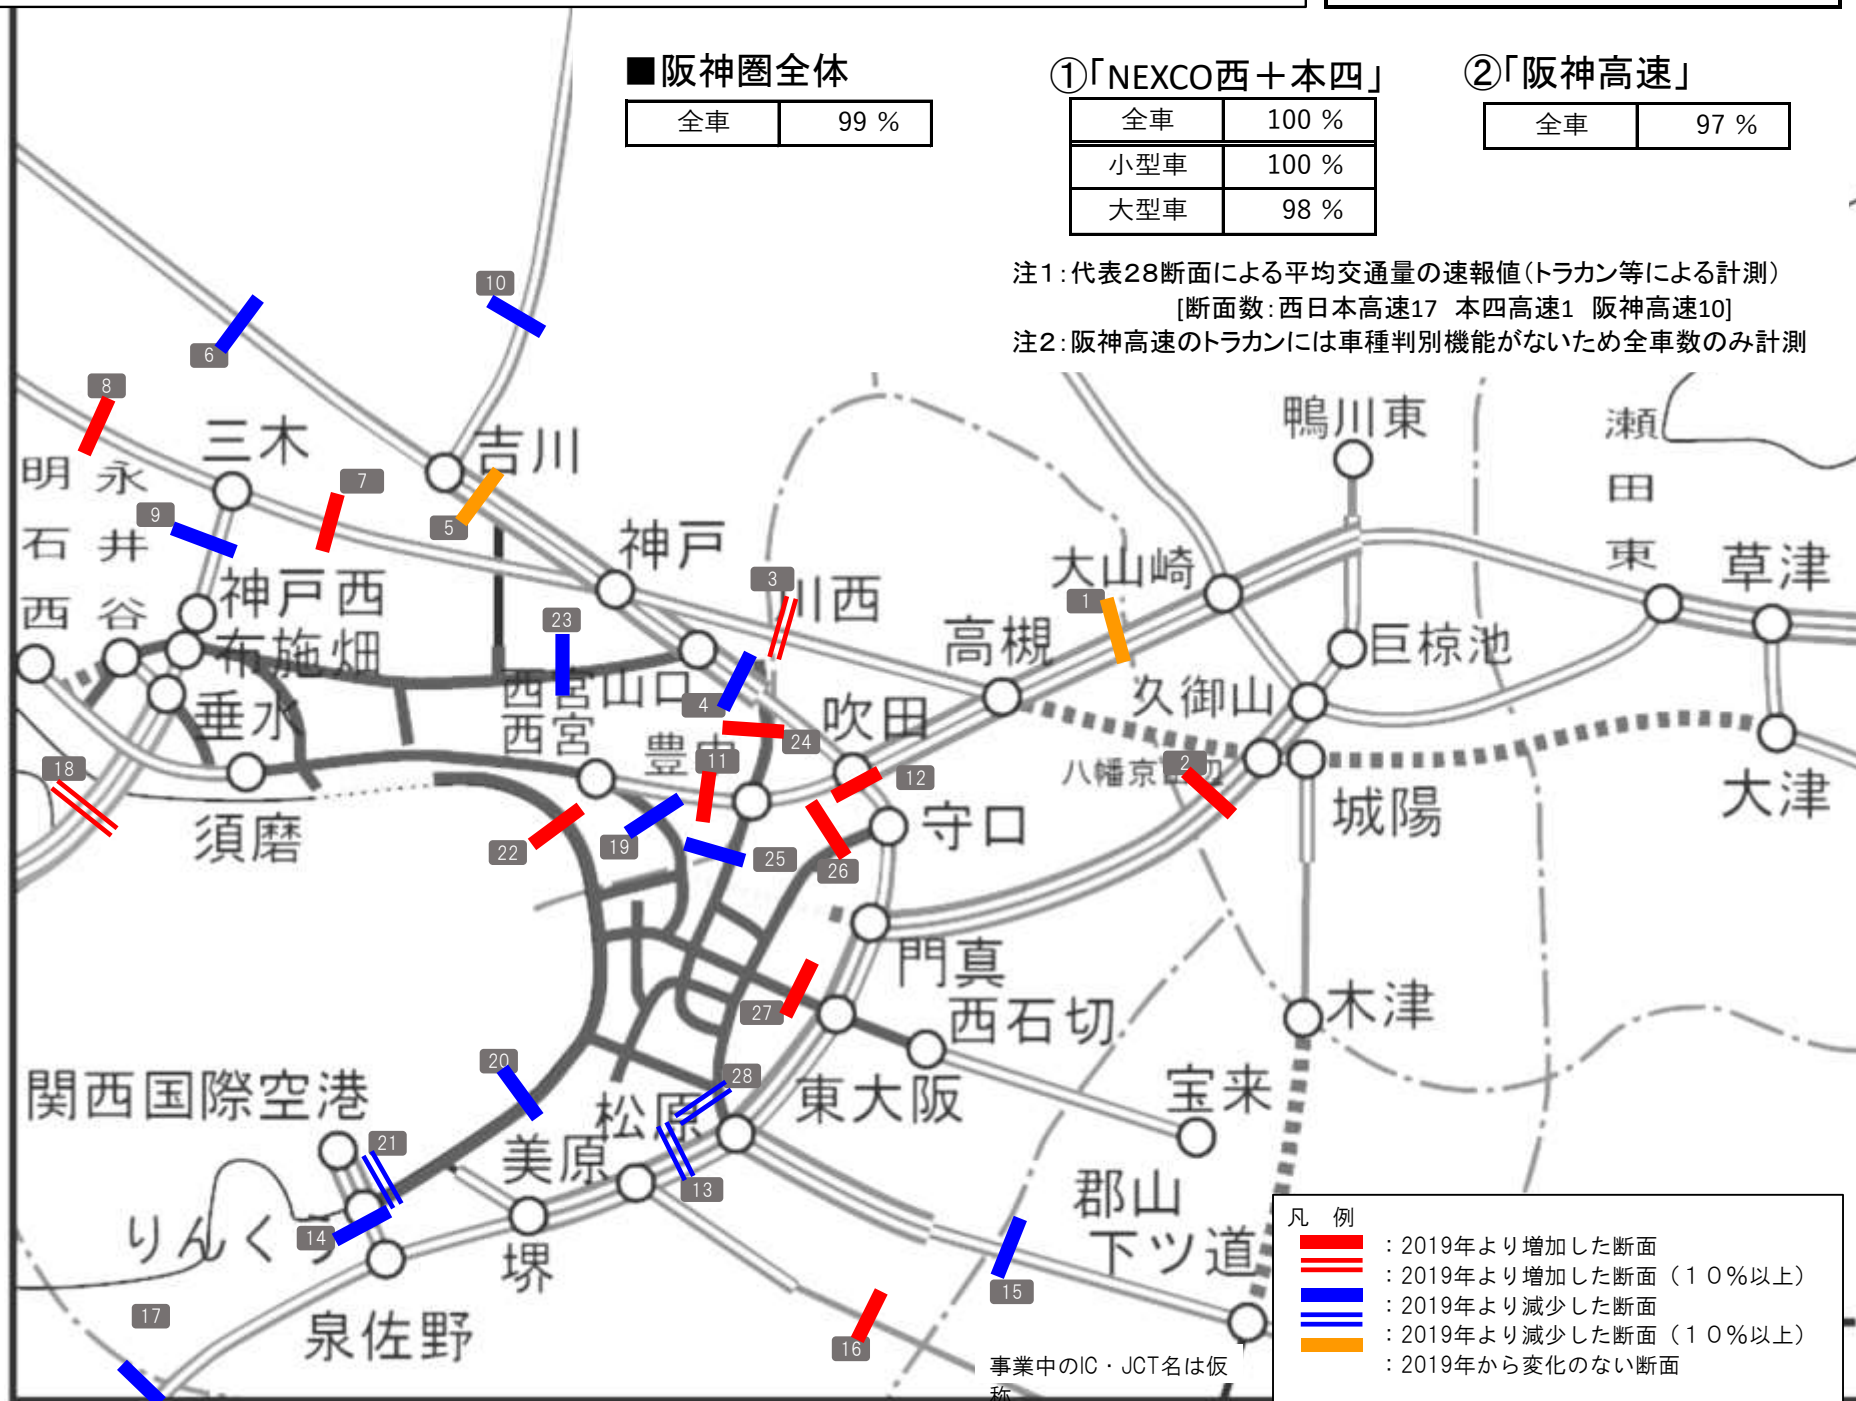 ■阪神圏全体
全車 99 %
①「NEXCO西＋本四」
全車 100 %
小型車 100 %
大型車 98 %
②「阪神高速」
全車 97 %
注1：代表28断面による平均交通量の速報値（トラカン等による計測）
[断面数：西日本高速17 本四高速1 阪神高速10]
注2：阪神高速のトラカンには車種判別機能がないため全車数のみ計測
10
6
8
三木
吉川
鴨川東
瀬田東
明石西
永井谷
7
9
5
神戸
大山崎
草津
神戸西
3
川西
1
布施畑
23
高槻
巨椋池
西宮山口
4
久御山
垂水
西宮
吹田
24
豊中
11
12
18
八幡京田辺
2
大津
須磨
22
19
25
26
守口
城陽
門真
27
西石切
木津
20
28
関西国際空港
松原
東大阪
宝来
21
美原
13
郡山
りんくう
14
下ツ道
堺
15
17
泉佐野
16
事業中のIC・JCT名は仮
称
凡 例
：2019年より増加した断面
：2019年より増加した断面（１０％以上）
：2019年より減少した断面
：2019年より減少した断面（１０％以上）
：2019年から変化のない断面